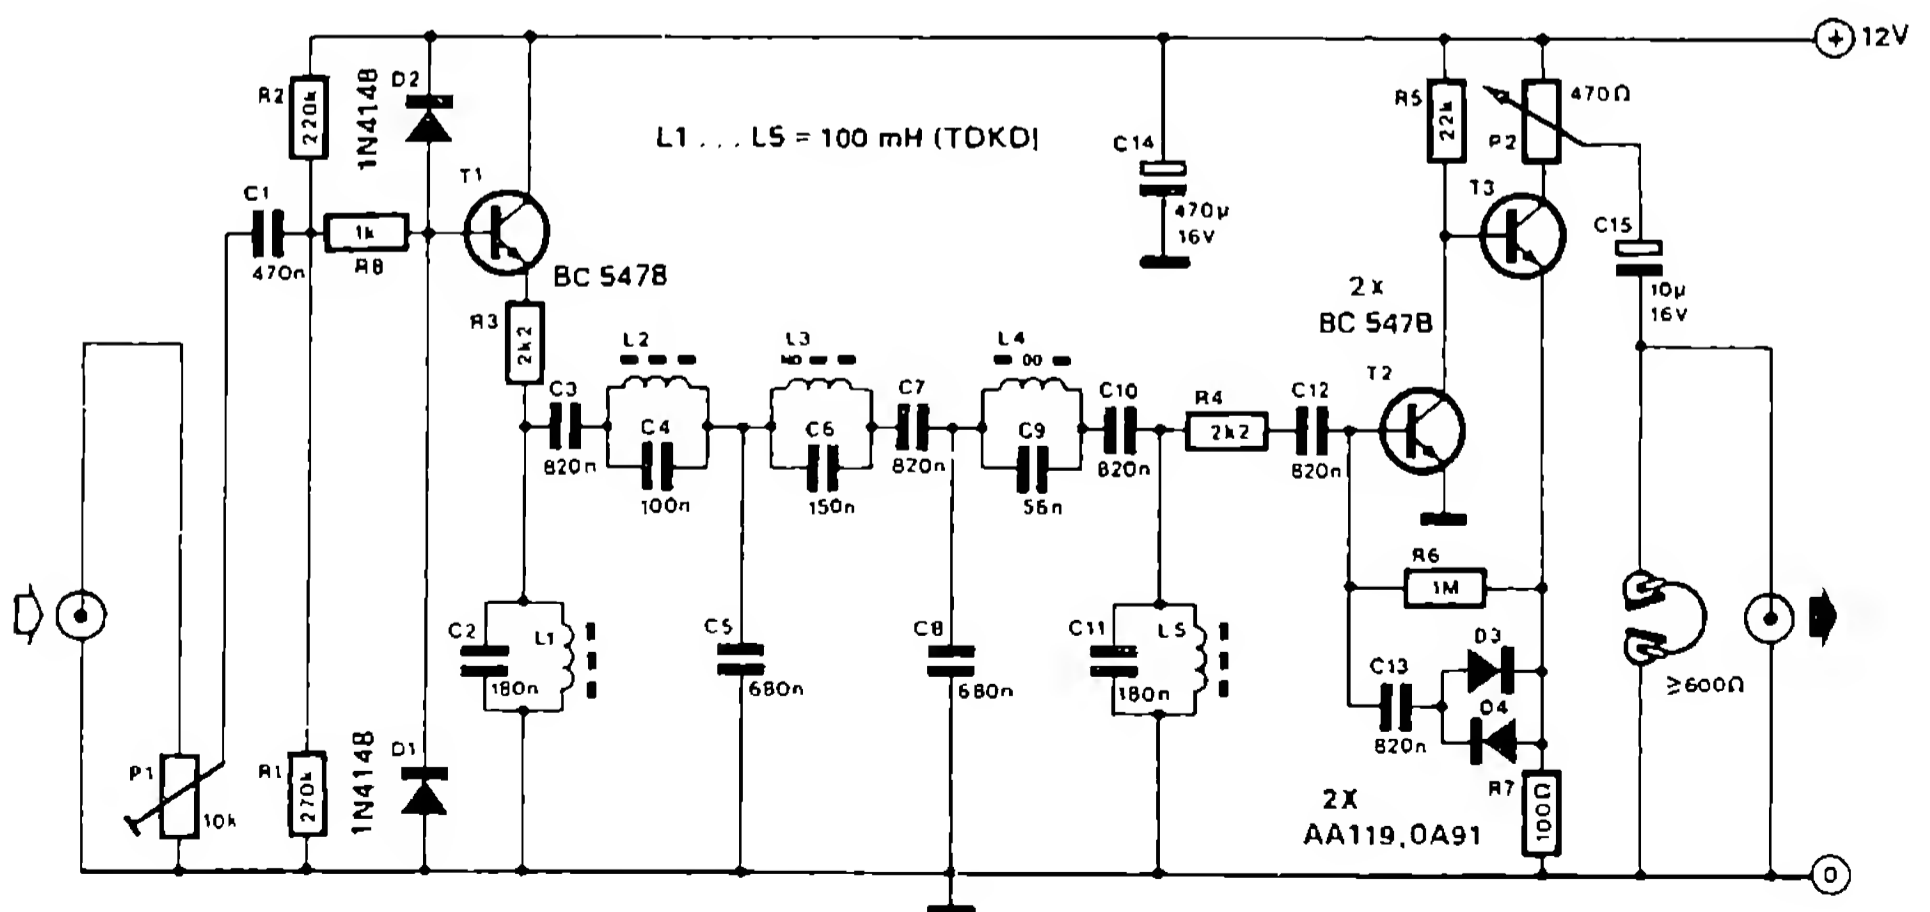 12V
R2
220k
1N4148
D2
L1 . . . L5 = 100 mH (TOKO)
C14
470µ
16V
R5
22k
470Ω
P2
T1
T3
C1
470n
1k
R8
BC 547B
C15
10µ
16V
2x
BC 547B
R3
2k2
L2
L3
L4
T2
C3
820n
C4
100n
C6
150n
C7
820n
C9
56n
C10
820n
R4
2k2
C12
820n
R6
1M
C2
180n
L1
C5
680n
C8
680n
C11
180n
L5
D3
C13
820n
D4
≥600Ω
P1
10k
R1
270k
1N4148
D1
R7
100Ω
2X
AA119,OA91
0